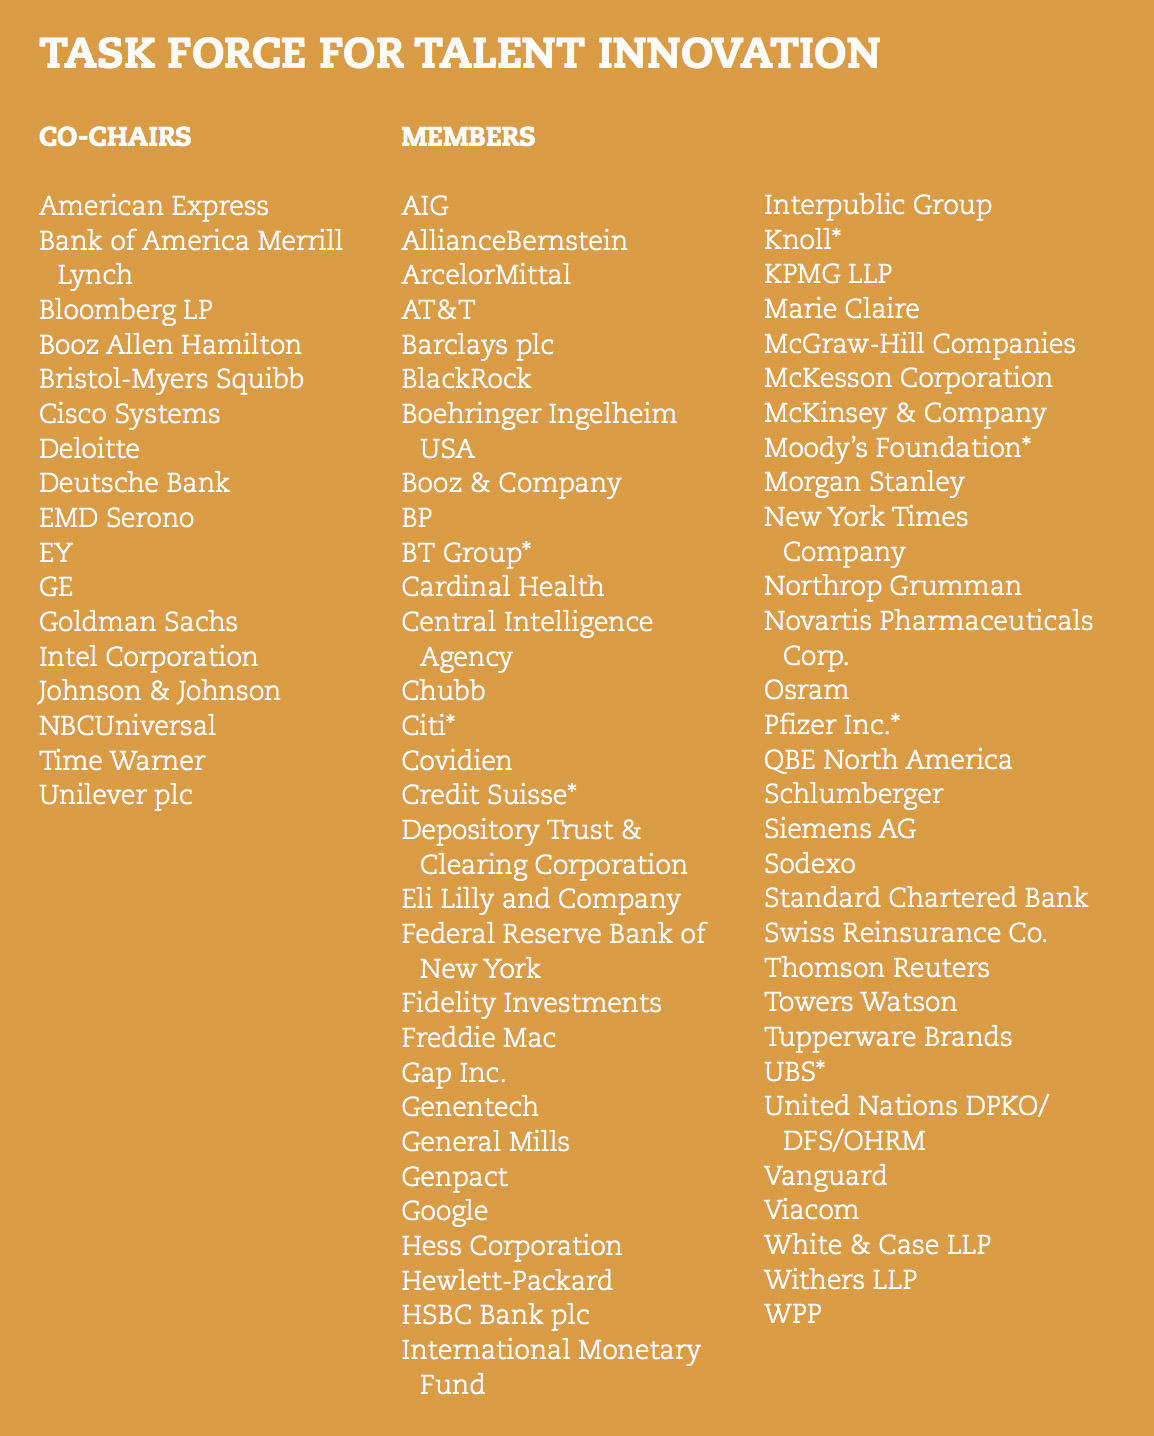 TASK FORCE FOR TALENT INNOVATION
CO-CHAIRS
American Express
Bank of America Merrill
Lynch
Bloomberg LP
Booz Allen Hamilton
Bristol-Myers Squibb
Cisco Systems
Deloitte
Deutsche Bank
EMD Serono
EY
GE
Goldman Sachs
Intel Corporation
Johnson & Johnson
NBCUniversal
Time Warner
Unilever plc
MEMBERS
AIG
AllianceBernstein
ArcelorMittal
AT&T
Barclays plc
BlackRock
Boehringer Ingelheim
USA
Booz & Company
BP
BT Group*
Cardinal Health
Central Intelligence
Agency
Chubb
Citi*
Covidien
Credit Suisse*
Depository Trust &
Clearing Corporation
Eli Lilly and Company
Federal Reserve Bank of
New York
Fidelity Investments
Freddie Mac
Gap Inc.
Genentech
General Mills
Genpact
Google
Hess Corporation
Hewlett-Packard
HSBC Bank plc
International Monetary
Fund
Interpublic Group
Knoll*
KPMG LLP
Marie Claire
McGraw-Hill Companies
McKesson Corporation
McKinsey & Company
Moody’s Foundation*
Morgan Stanley
New York Times
Company
Northrop Grumman
Novartis Pharmaceuticals
Corp.
Osram
Pfizer Inc.*
QBE North America
Schlumberger
Siemens AG
Sodexo
Standard Chartered Bank
Swiss Reinsurance Co.
Thomson Reuters
Towers Watson
Tupperware Brands
UBS*
United Nations DPKO/
DFS/OHRM
Vanguard
Viacom
White & Case LLP
Withers LLP
WPP